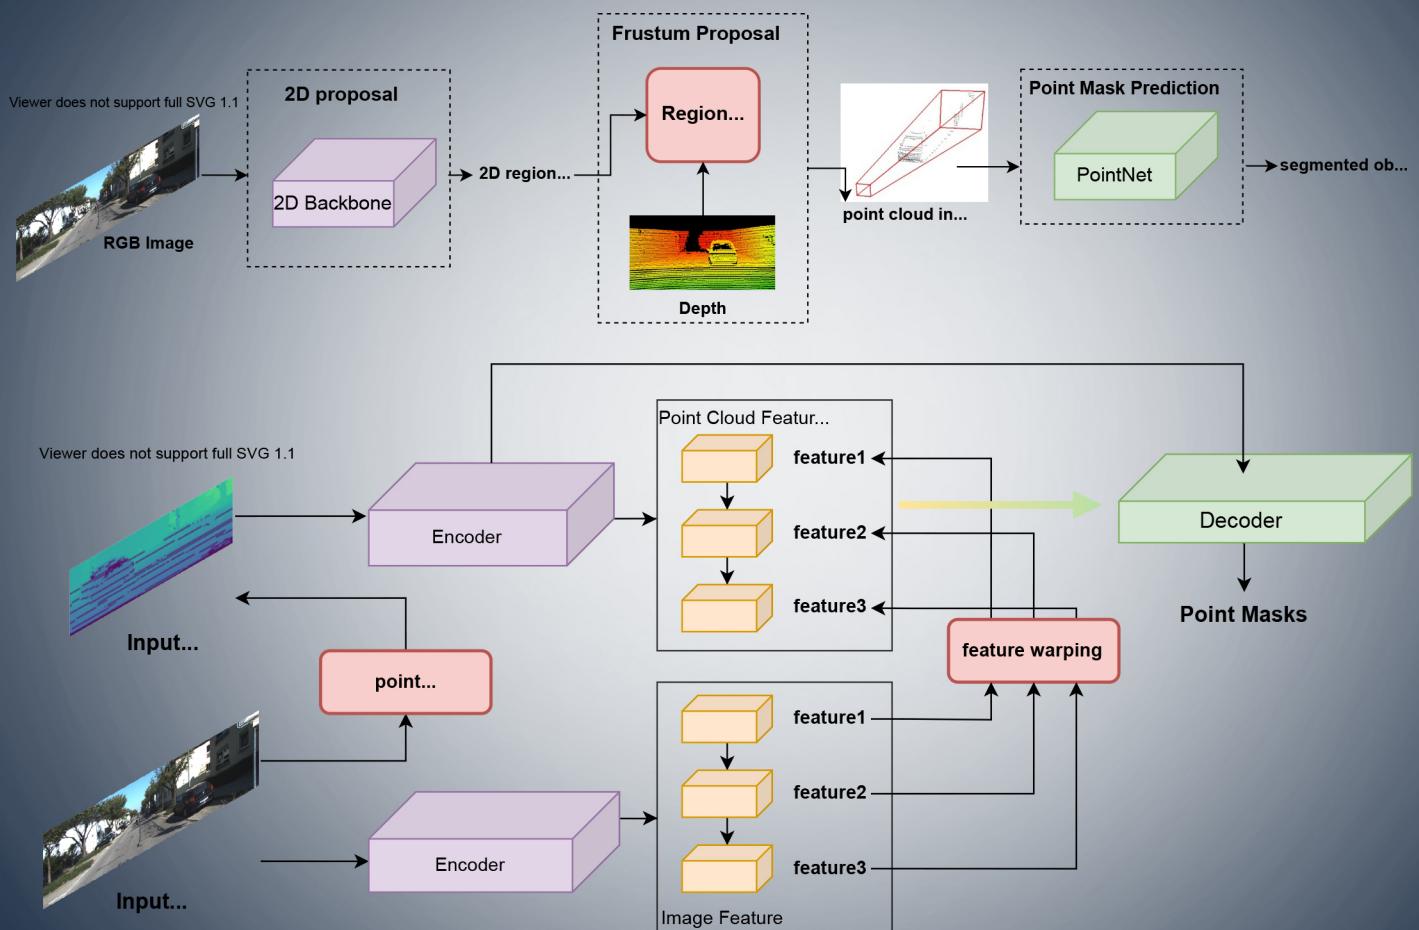 Frustum Proposal
Viewer does not support full SVG 1.1
2D proposal
Region...
Point Mask Prediction
2D Backbone
2D region...
PointNet
segmented ob...
RGB Image
point cloud in...
Depth
Point Cloud Featur...
Viewer does not support full SVG 1.1
feature1
Encoder
feature2
Decoder
feature3
Input...
Point Masks
point...
feature warping
feature1
feature2
Encoder
feature3
Input...
Image Feature